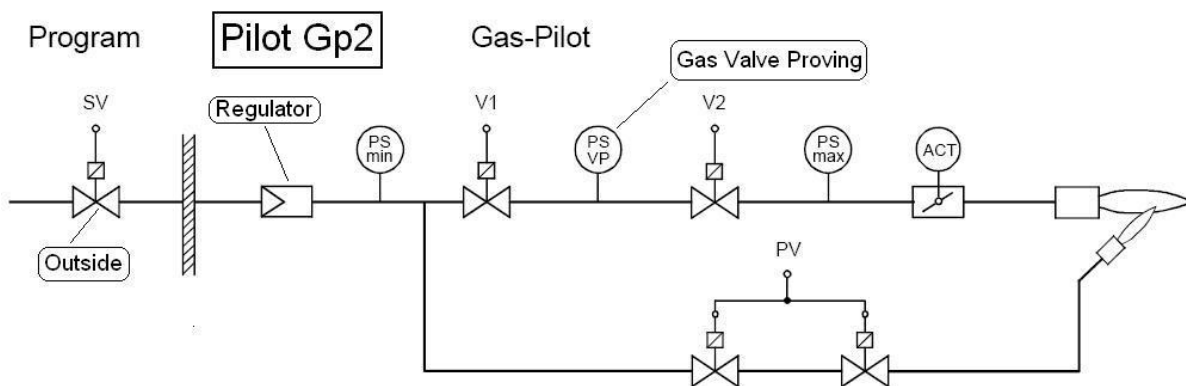 Program
Pilot Gp2
Gas-Pilot
Gas Valve Proving
SV
Regulator
V1
V2
PS
min
PS
VP
PS
max
ACT
Outside
PV